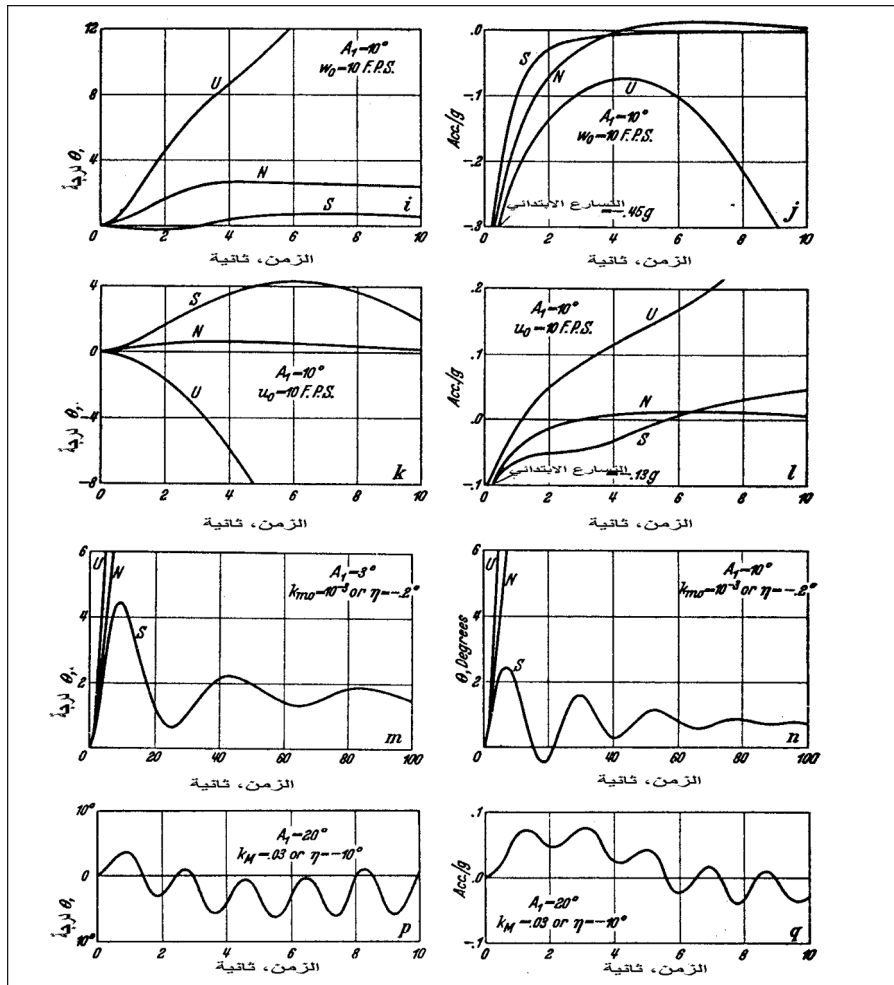 12
8
4
0
0
2
4
6
8
10
A₁=10°
w₀=10 F.P.S.
U
N
S
i
درجة θ,
الزمن، ثانية
.0
-.1
-.2
-.3
0
2
4
6
8
10
Acc/g
S
N
U
A₁=10°
w₀=10 F.P.S.
التسارع الابتدائي
=-.45g
j
الزمن، ثانية
4
0
-4
-8
0
2
4
6
8
10
درجة θ,
S
N
U
A₁=10°
u₀=10 F.P.S.
k
الزمن، ثانية
.2
.1
.0
-.1
0
2
4
6
8
10
Acc/g
A₁=10°
u₀=10 F.P.S.
U
N
S
التسارع الابتدائي
=-.13g
l
الزمن، ثانية
6
4
2
0
20
40
60
80
100
درجة θ,
U
N
S
A₁=3°
kmo=10⁻³ or η=-.2°
m
الزمن، ثانية
6
4
2
0
0
20
40
60
80
100
θ, Degrees
U
N
S
A₁=10°
kmo=10⁻³ or η=-.2°
n
الزمن، ثانية
10°
0
10°
0
2
4
6
8
10
درجة θ,
A₁=20°
kM=.03 or η=-10°
p
الزمن، ثانية
0.1
.0
-.1
0
2
4
6
8
10
Acc/g
A₁=20°
kM=.03 or η=-10°
q
الزمن، ثانية